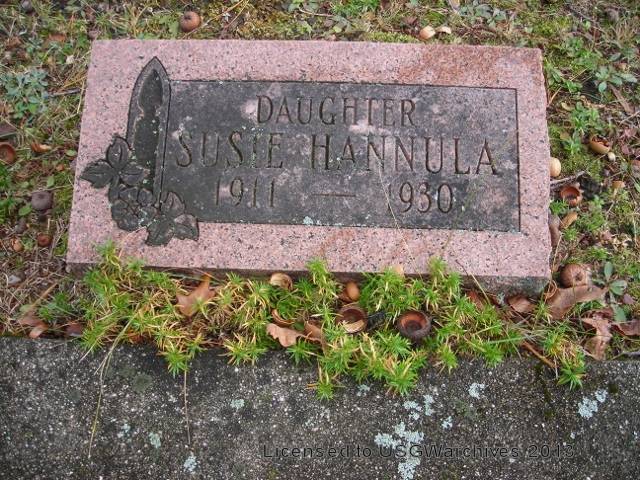 DAUGHTER
SUSIE HANNULA
1911 — 1930
Licensed to USGWarchives 2013